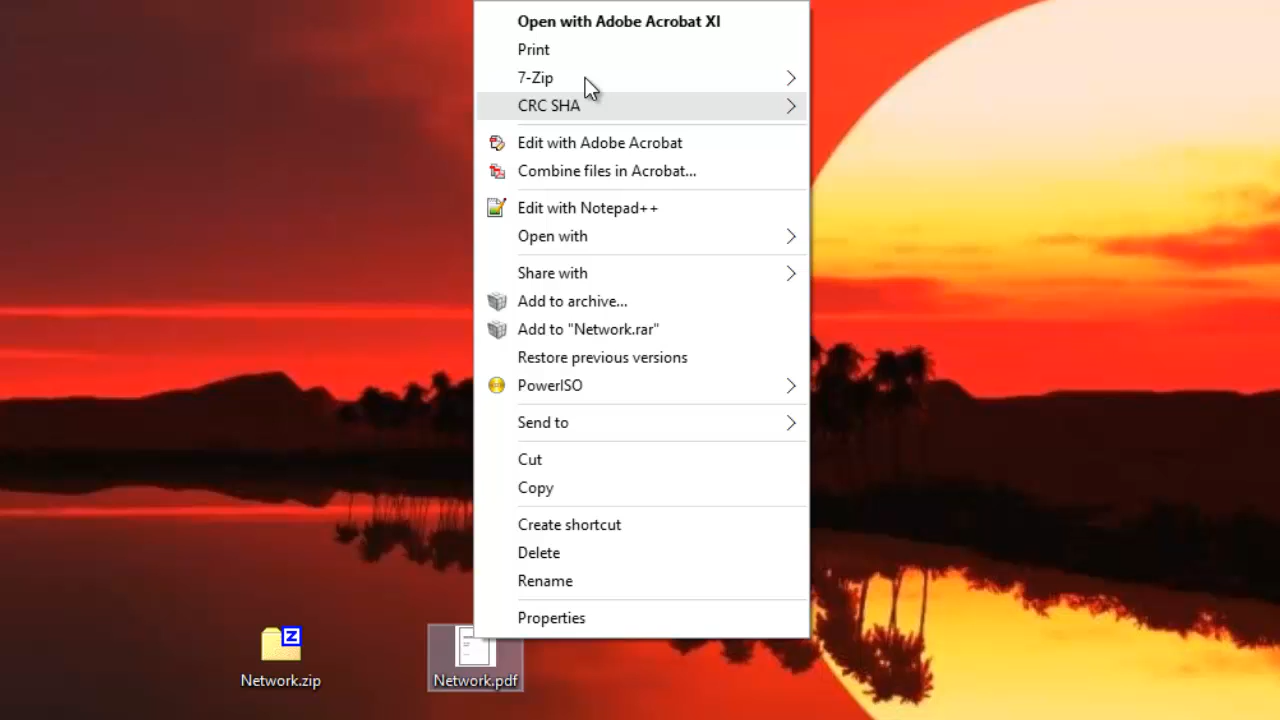 Open with Adobe Acrobat XI
Print
7-Zip
CRC SHA
Edit with Adobe Acrobat
Combine files in Acrobat...
Edit with Notepad++
Open with
Share with
Add to archive...
Add to "Network.rar"
Restore previous versions
PowerISO
Send to
Cut
Copy
Create shortcut
Delete
Rename
Properties
Z
Network.zip
Network.pdf